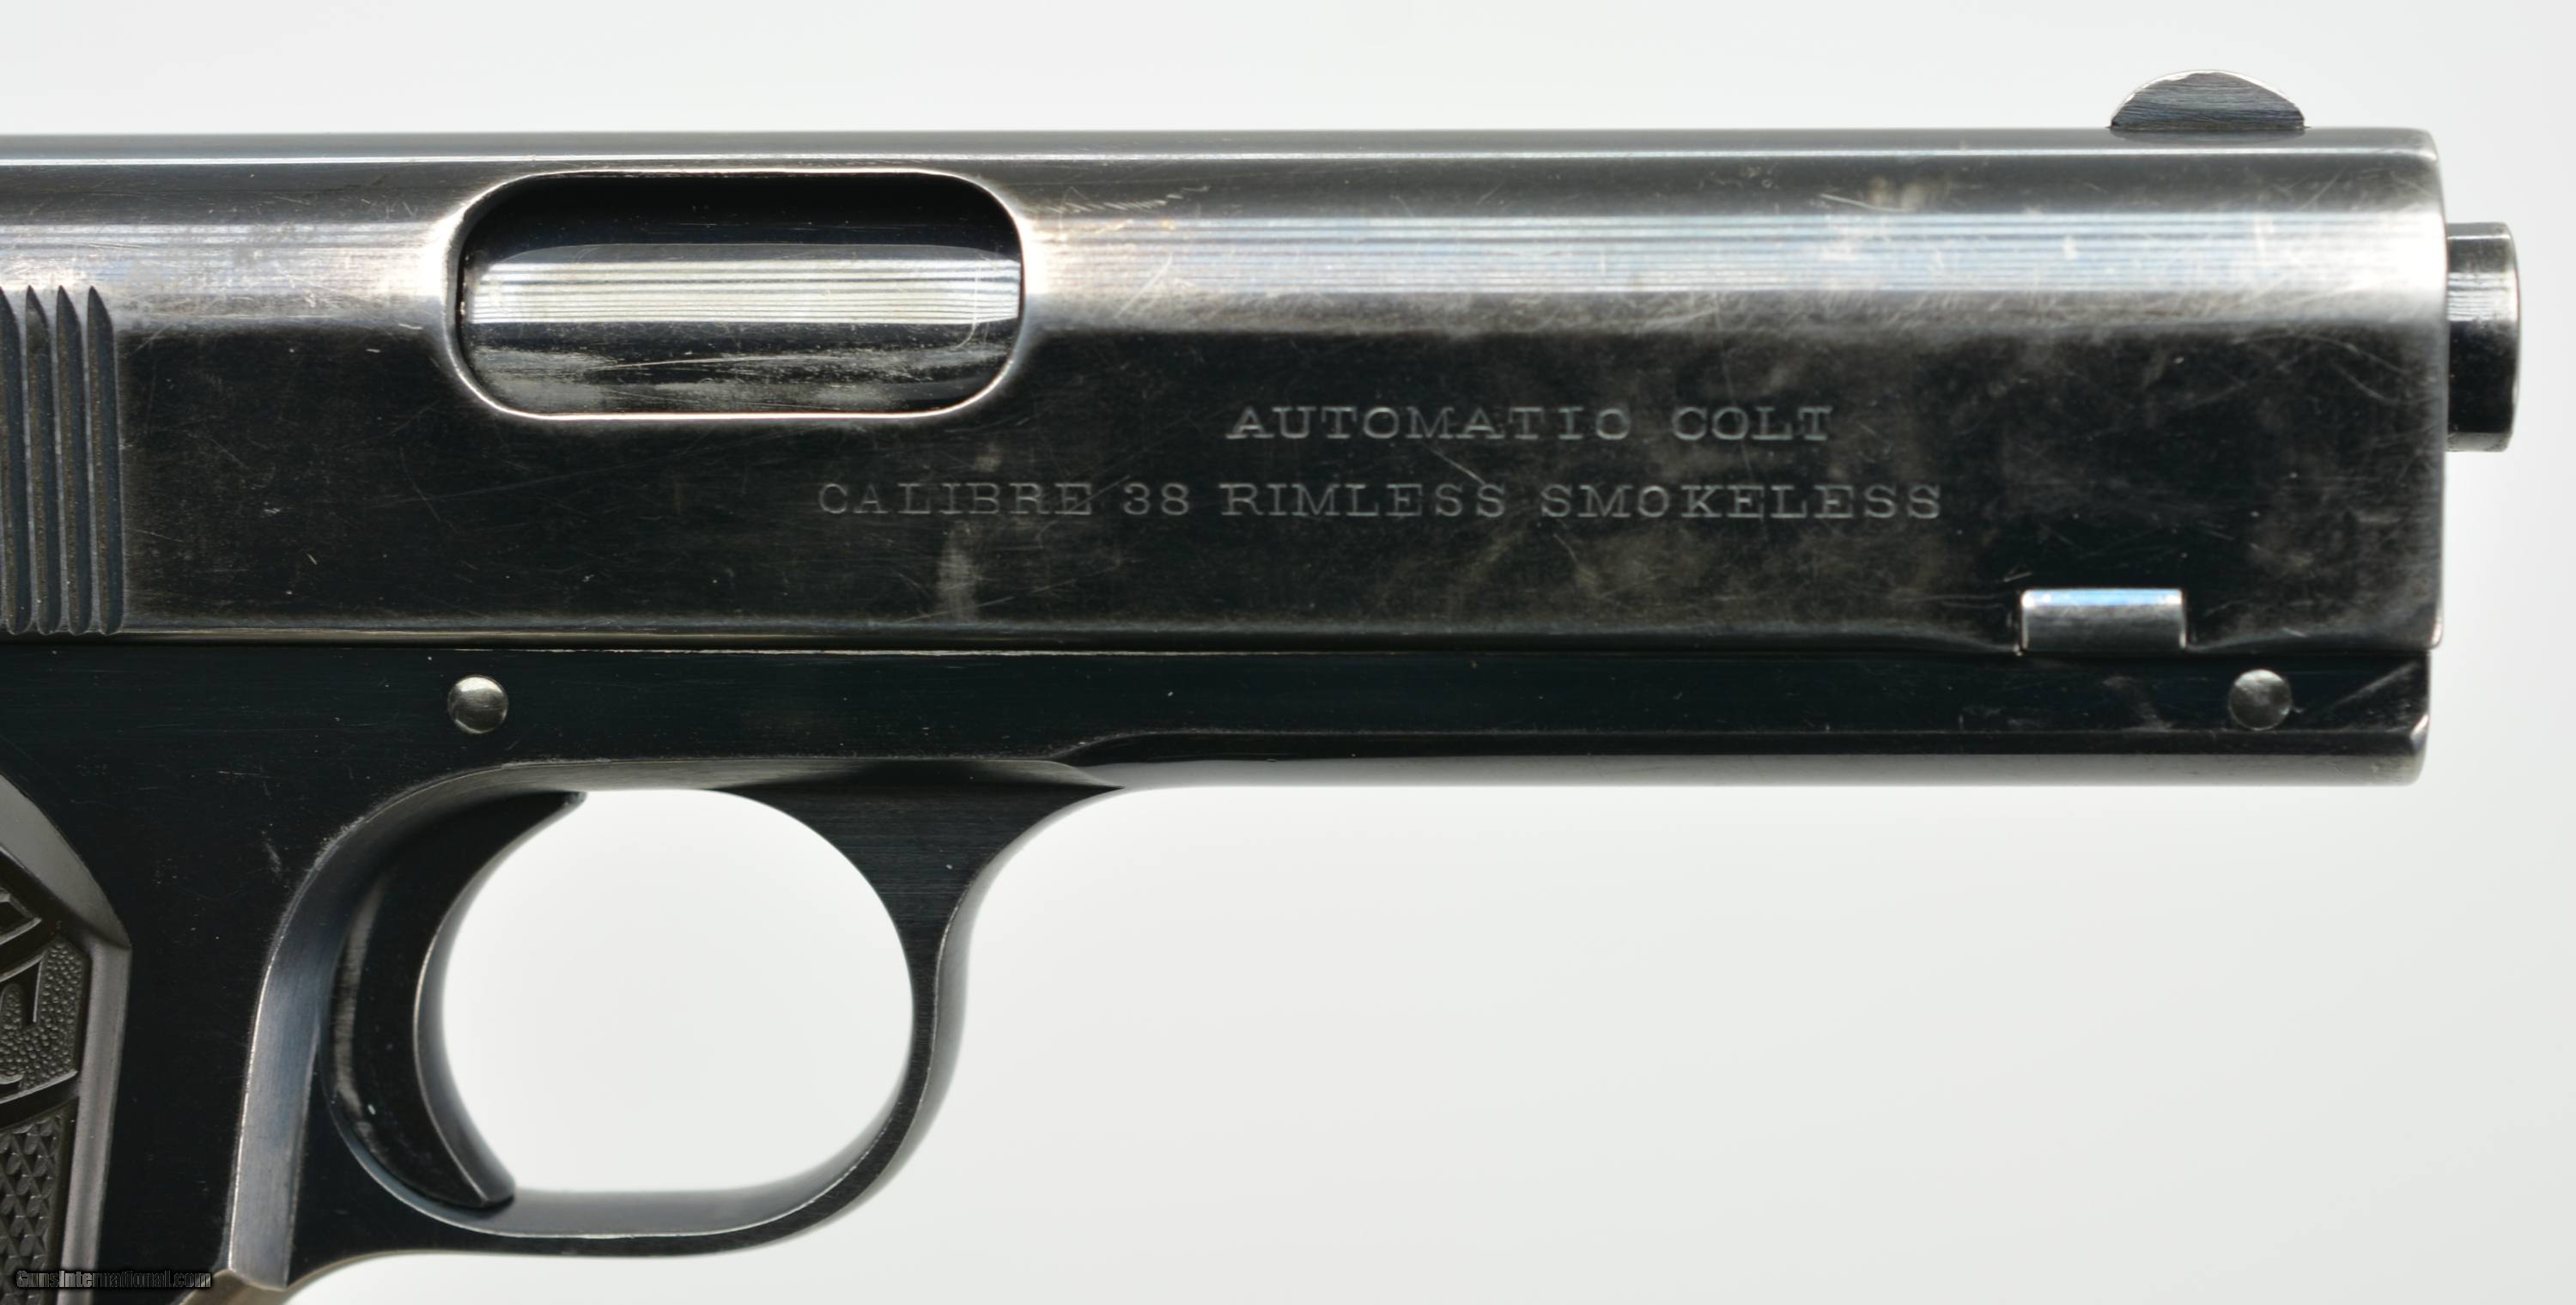 AUTOMATIC COLT
CALIBRE 38 RIMLESS SMOKELESS
GunsInternational.com